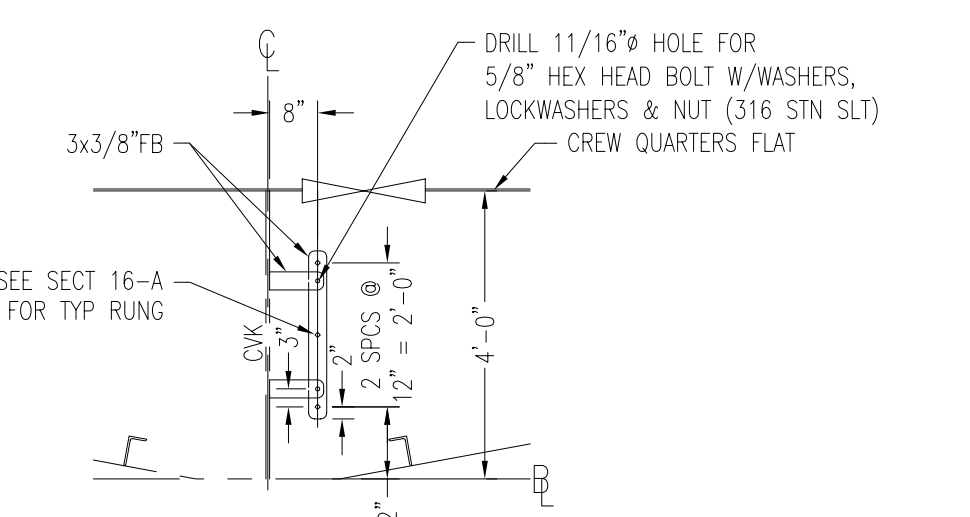 C
L
DRILL 11/16"ø HOLE FOR
5/8" HEX HEAD BOLT W/WASHERS,
LOCKWASHERS & NUT (316 STN SLT)
8"
3x3/8"FB
CREW QUARTERS FLAT
SEE SECT 16-A
FOR TYP RUNG
CVK
3"
2"
2 SPCS @
12" = 2'-0"
4'-0"
B
L